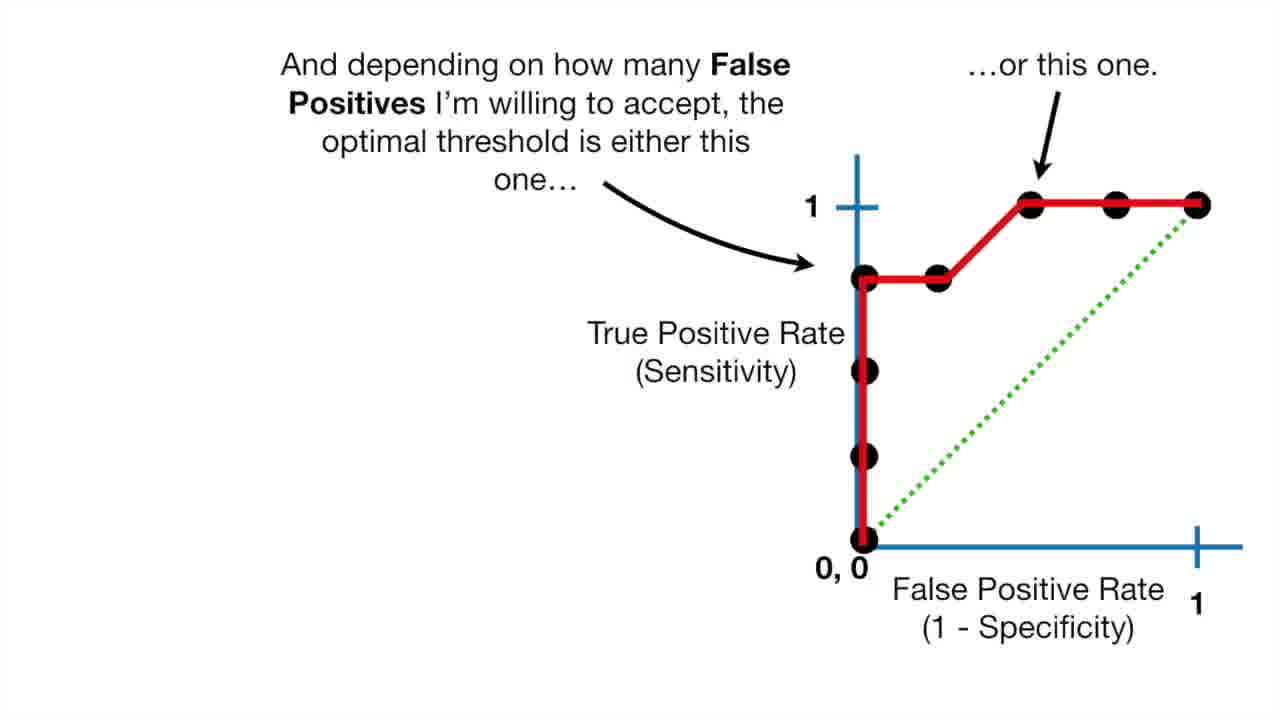 And depending on how many False
Positives I'm willing to accept, the
optimal threshold is either this
one…
…or this one.
1
True Positive Rate
(Sensitivity)
0, 0
False Positive Rate
(1 - Specificity)
1